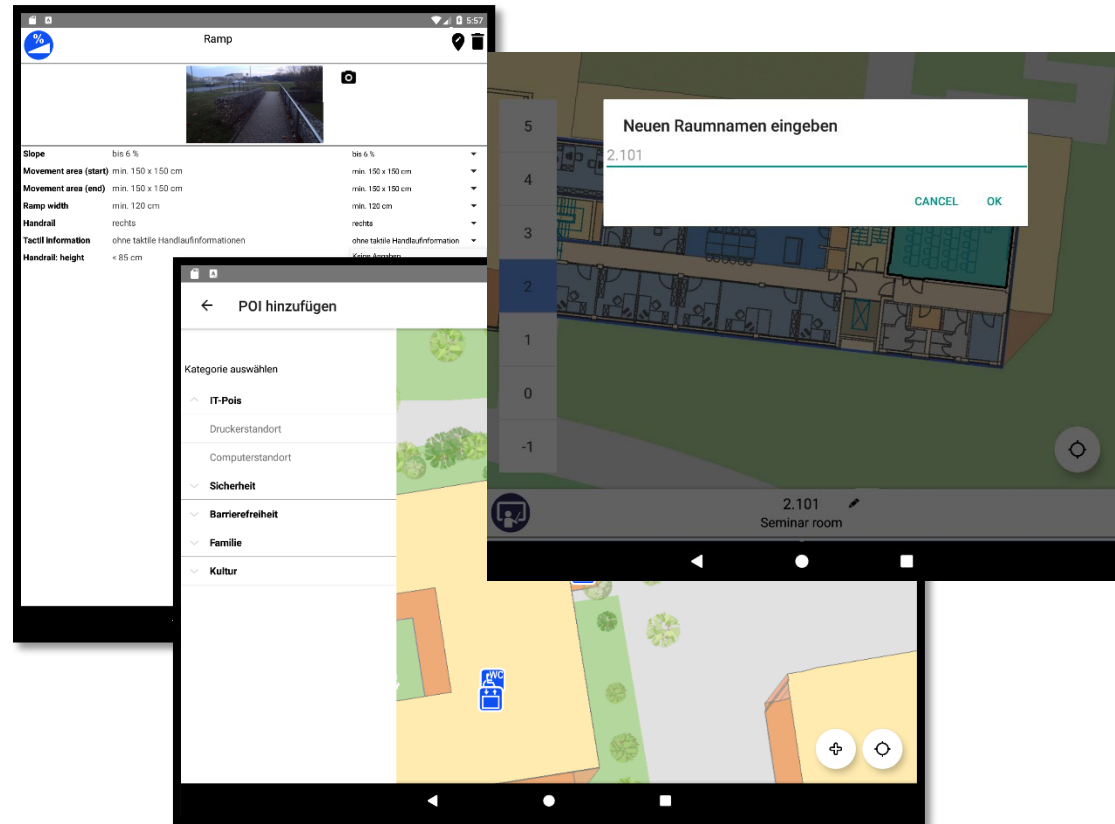 5:57
%
Ramp
Slope bis 6 % bis 6 %
Movement area (start) min. 150 x 150 cm min. 150 x 150 cm
Movement area (end) min. 150 x 150 cm min. 150 x 150 cm
Ramp width min. 120 cm min. 120 cm
Handrail rechts rechts
Tactil information ohne taktile Handlaufinformationen ohne taktile Handlaufinformation
Handrail: height < 85 cm Keine Angaben
POI hinzufügen
Kategorie auswählen
IT-Pois
Druckerstandort
Computerstandort
Sicherheit
Barrierefreiheit
Familie
Kultur
WC
Neuen Raumnamen eingeben
2.101
CANCEL OK
5
4
3
2
1
0
-1
2.101
Seminar room